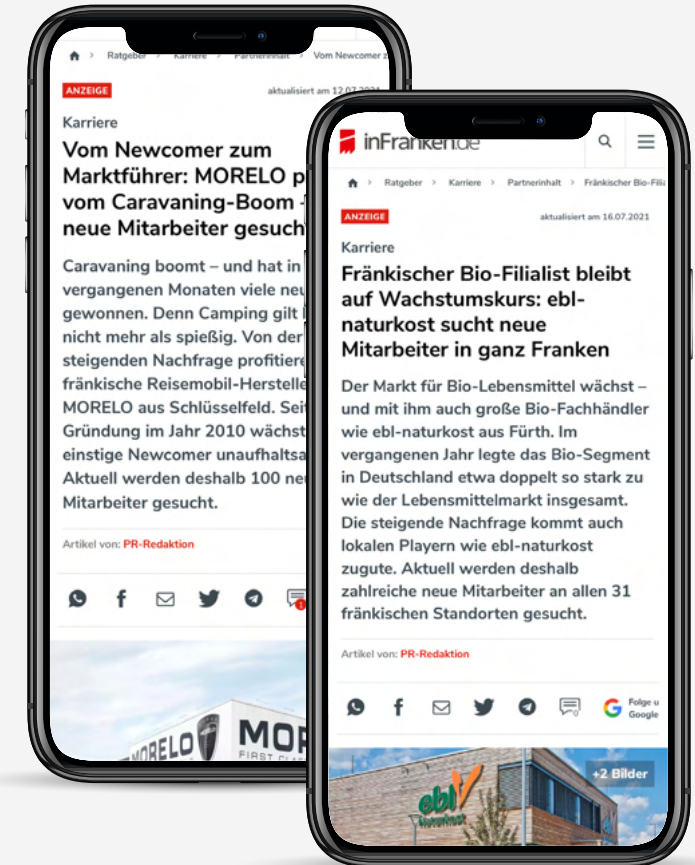 Ratgeber > Karriere > Partnerinhalt > Vom Newcomer
ANZEIGE
aktualisiert am 12.07.2021
Karriere
Vom Newcomer zum
Marktführer: MORELO p
vom Caravaning-Boom -
neue Mitarbeiter gesuch
Caravaning boomt – und hat in
vergangenen Monaten viele neu
gewonnen. Denn Camping gilt
nicht mehr als spießig. Von der
steigenden Nachfrage profitiere
fränkische Reisemobil-Herstelle
MORELO aus Schlüsselfeld. Seit
Gründung im Jahr 2010 wächst
einstige Newcomer unaufhaltsa
Aktuell werden deshalb 100 neu
Mitarbeiter gesucht.
Artikel von: PR-Redaktion
1
MORELO
MOR
FIRST CLA
inFranken.de
Ratgeber > Karriere > Partnerinhalt > Fränkischer Bio-Filia
ANZEIGE
aktualisiert am 16.07.2021
Karriere
Fränkischer Bio-Filialist bleibt
auf Wachstumskurs: ebl-
naturkost sucht neue
Mitarbeiter in ganz Franken
Der Markt für Bio-Lebensmittel wächst –
und mit ihm auch große Bio-Fachhändler
wie ebl-naturkost aus Fürth. Im
vergangenen Jahr legte das Bio-Segment
in Deutschland etwa doppelt so stark zu
wie der Lebensmittelmarkt insgesamt.
Die steigende Nachfrage kommt auch
lokalen Playern wie ebl-naturkost
zugute. Aktuell werden deshalb
zahlreiche neue Mitarbeiter an allen 31
fränkischen Standorten gesucht.
Artikel von: PR-Redaktion
0
Folge u
Google
+2 Bilder
ebl
Naturkost